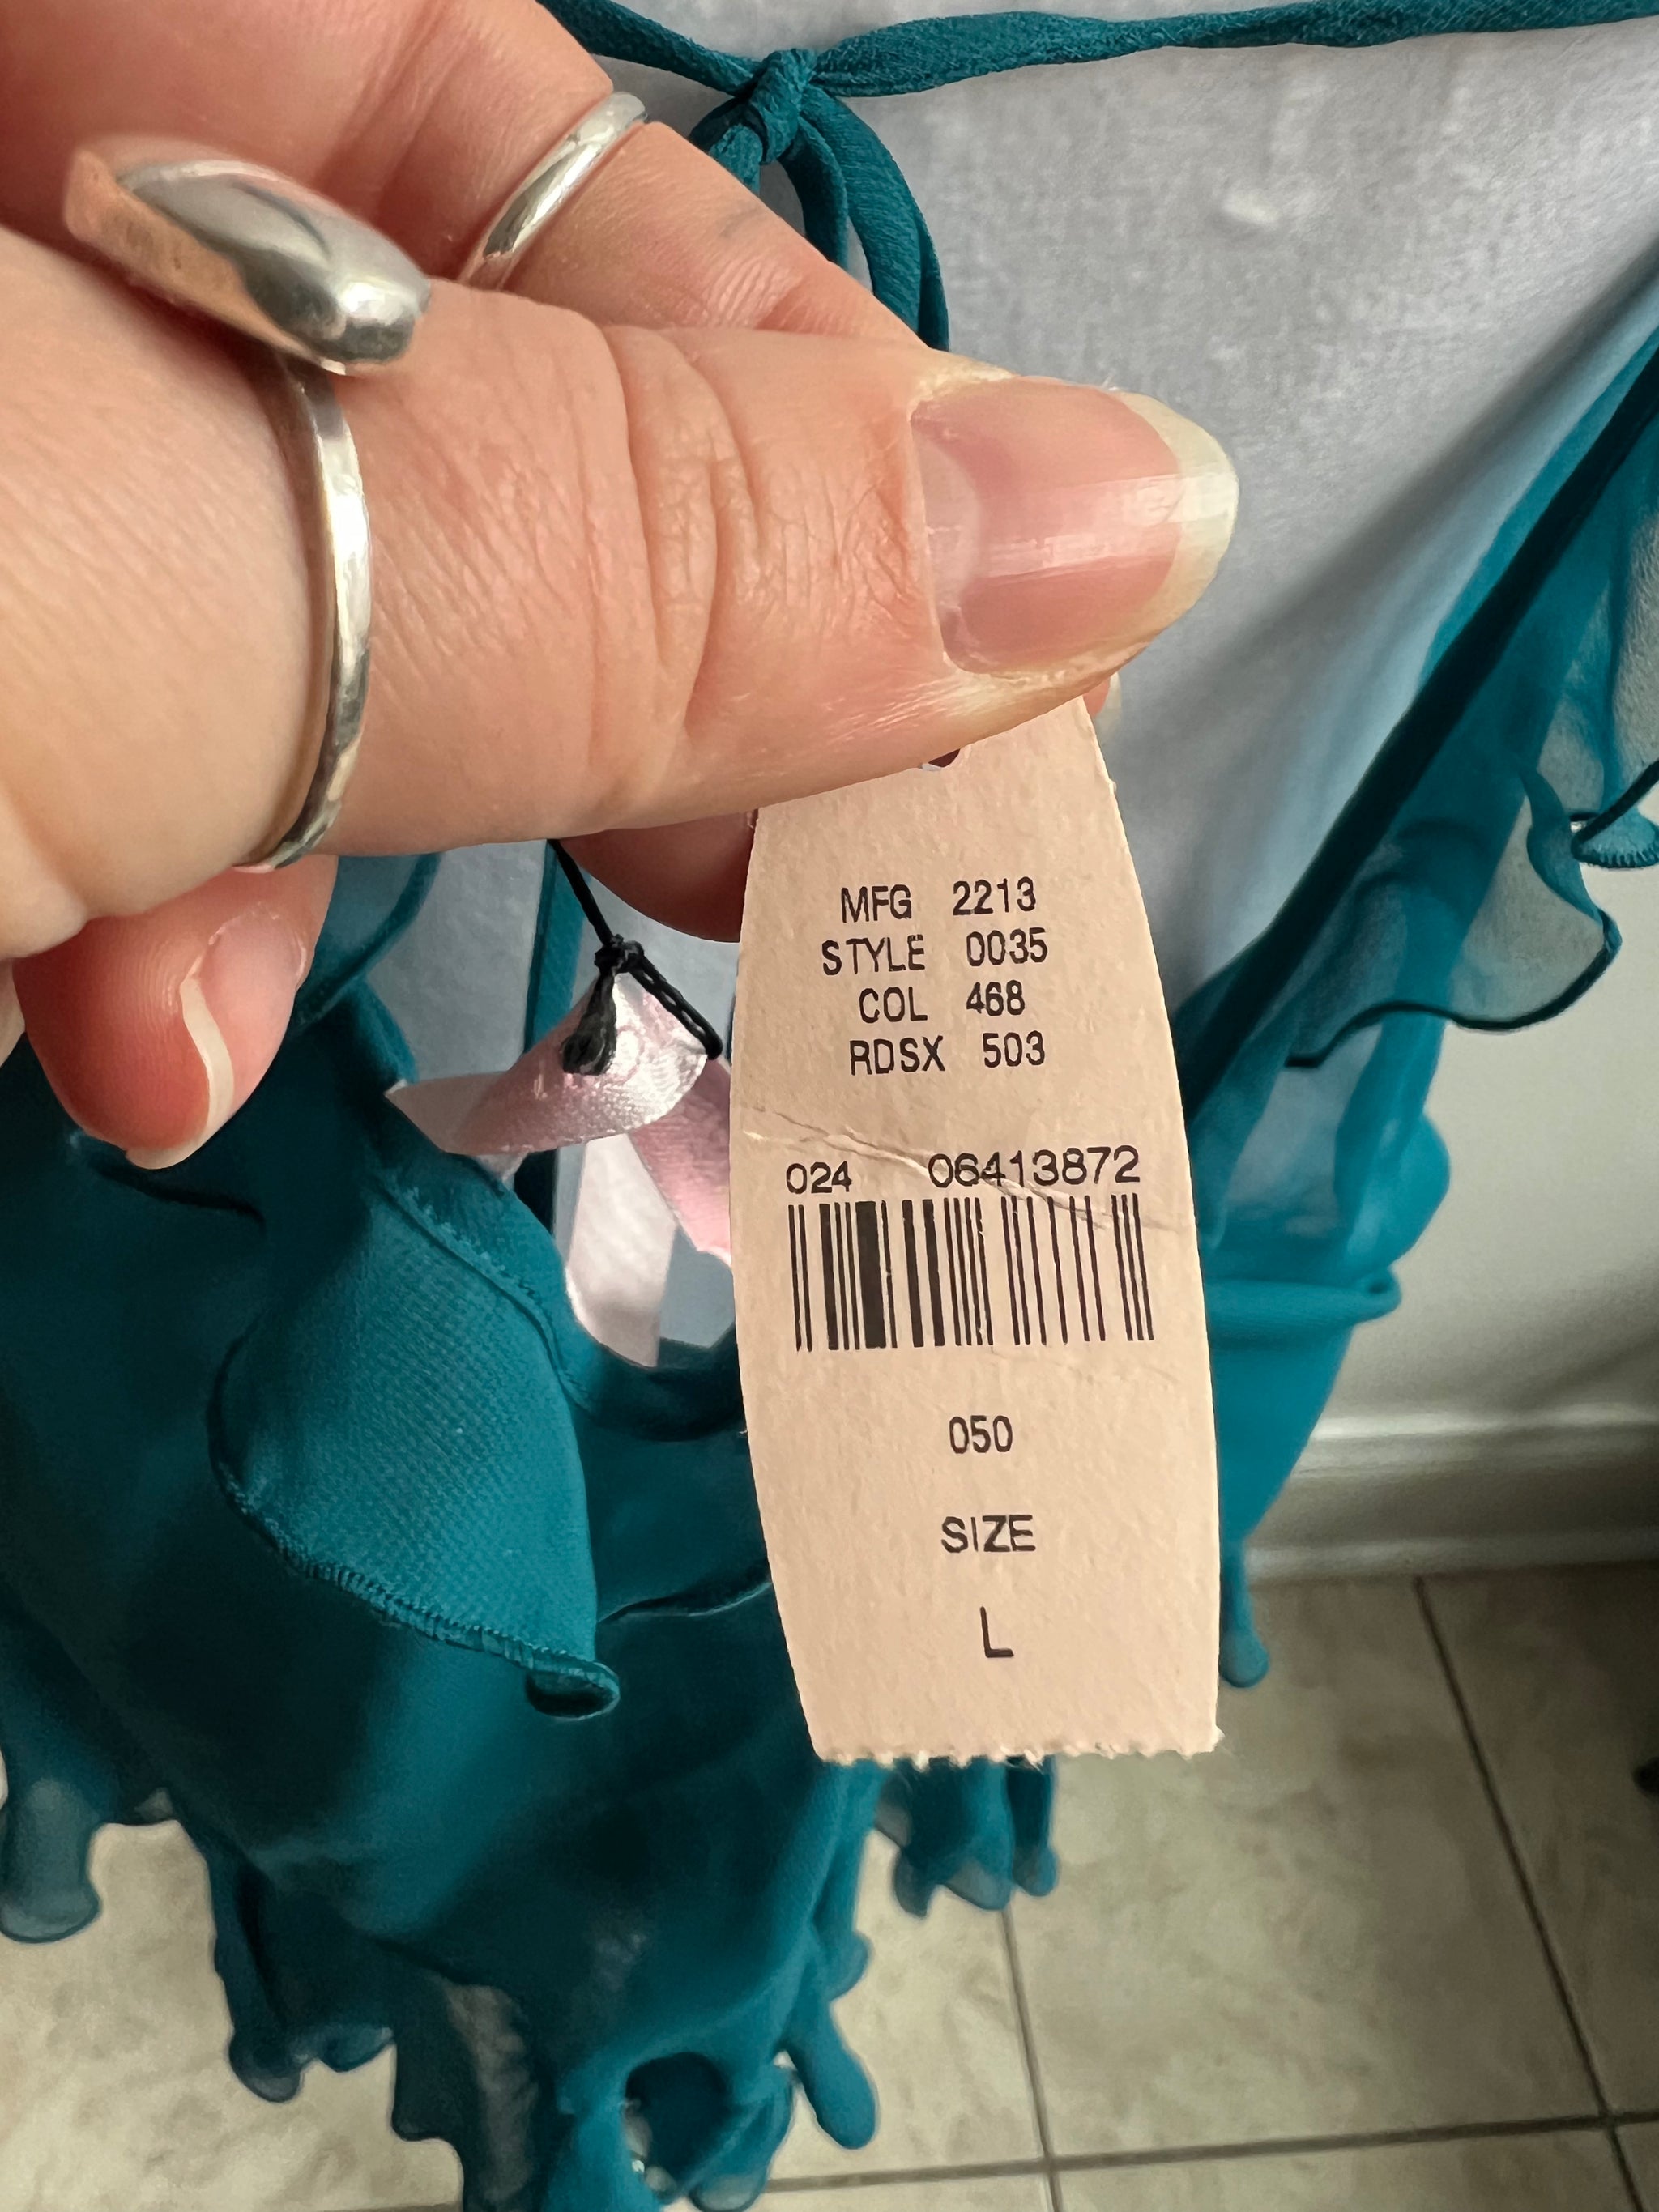 MFG 2213
STYLE 0035
COL 468
RDSX 503
024 06413872
050
SIZE
L